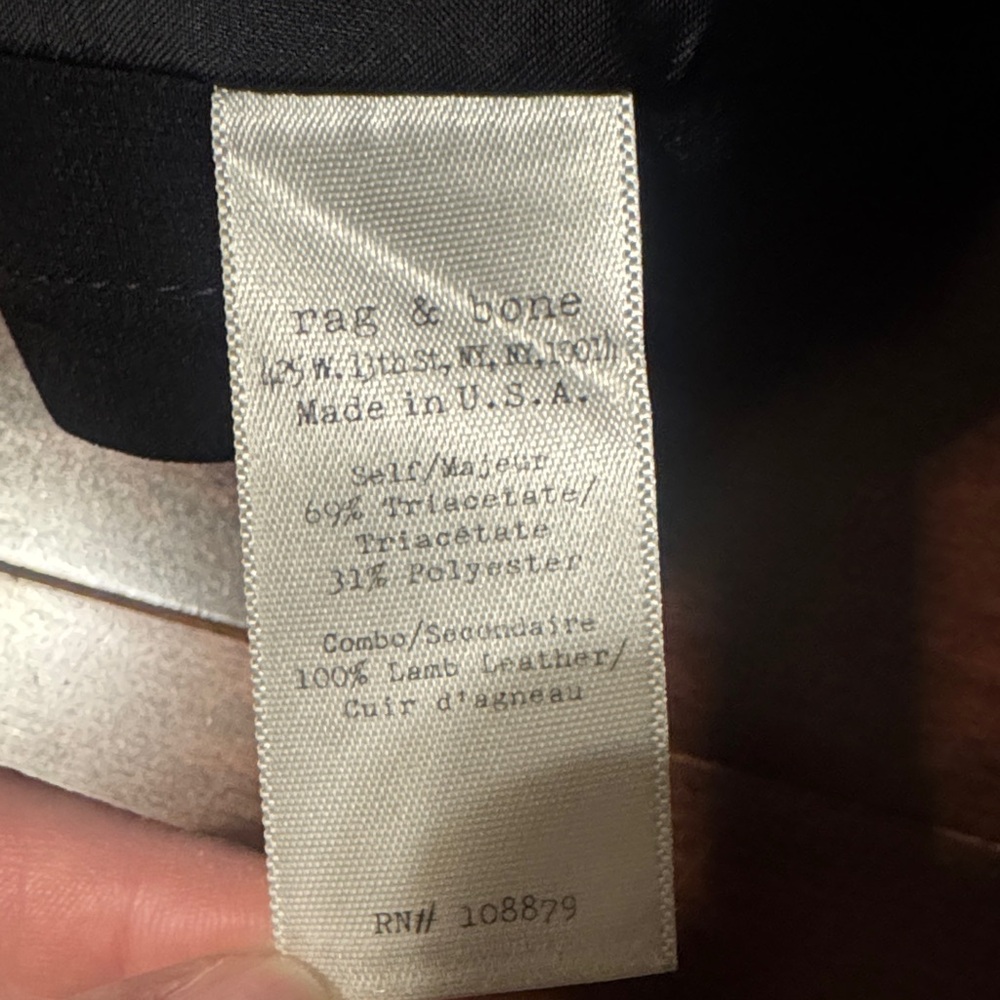 rag & bone
425 W. 13th St, NY, NY, 10014
Made in U.S.A.
Self/Majeur
69% Triacetate/
Triacétate
31% Polyester
Combo/Secondaire
100% Lamb Leather/
Cuir d'agneau
RN# 108879